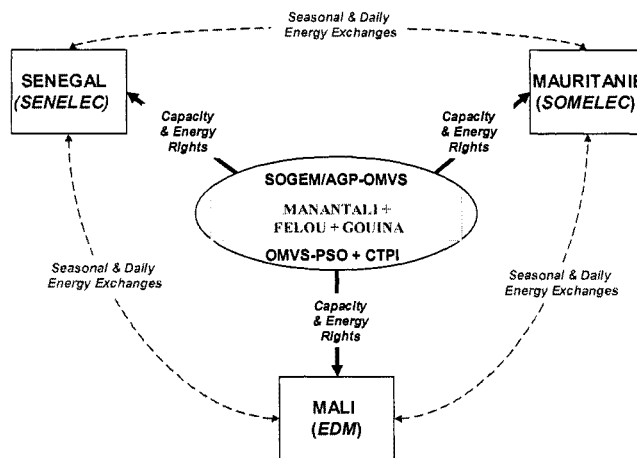 Seasonal & Daily
Energy Exchanges
SENEGAL
(SENELEC)
MAURITANIE
(SOMELEC)
Capacity
& Energy
Rights
Capacity
& Energy
Rights
SOGEM/AGP-OMVS
MANANTALI +
FELOU + GOUINA
OMVS-PSO + CTPI
Seasonal & Daily
Energy Exchanges
Seasonal & Daily
Energy Exchanges
Capacity
& Energy
Rights
MALI
(EDM)